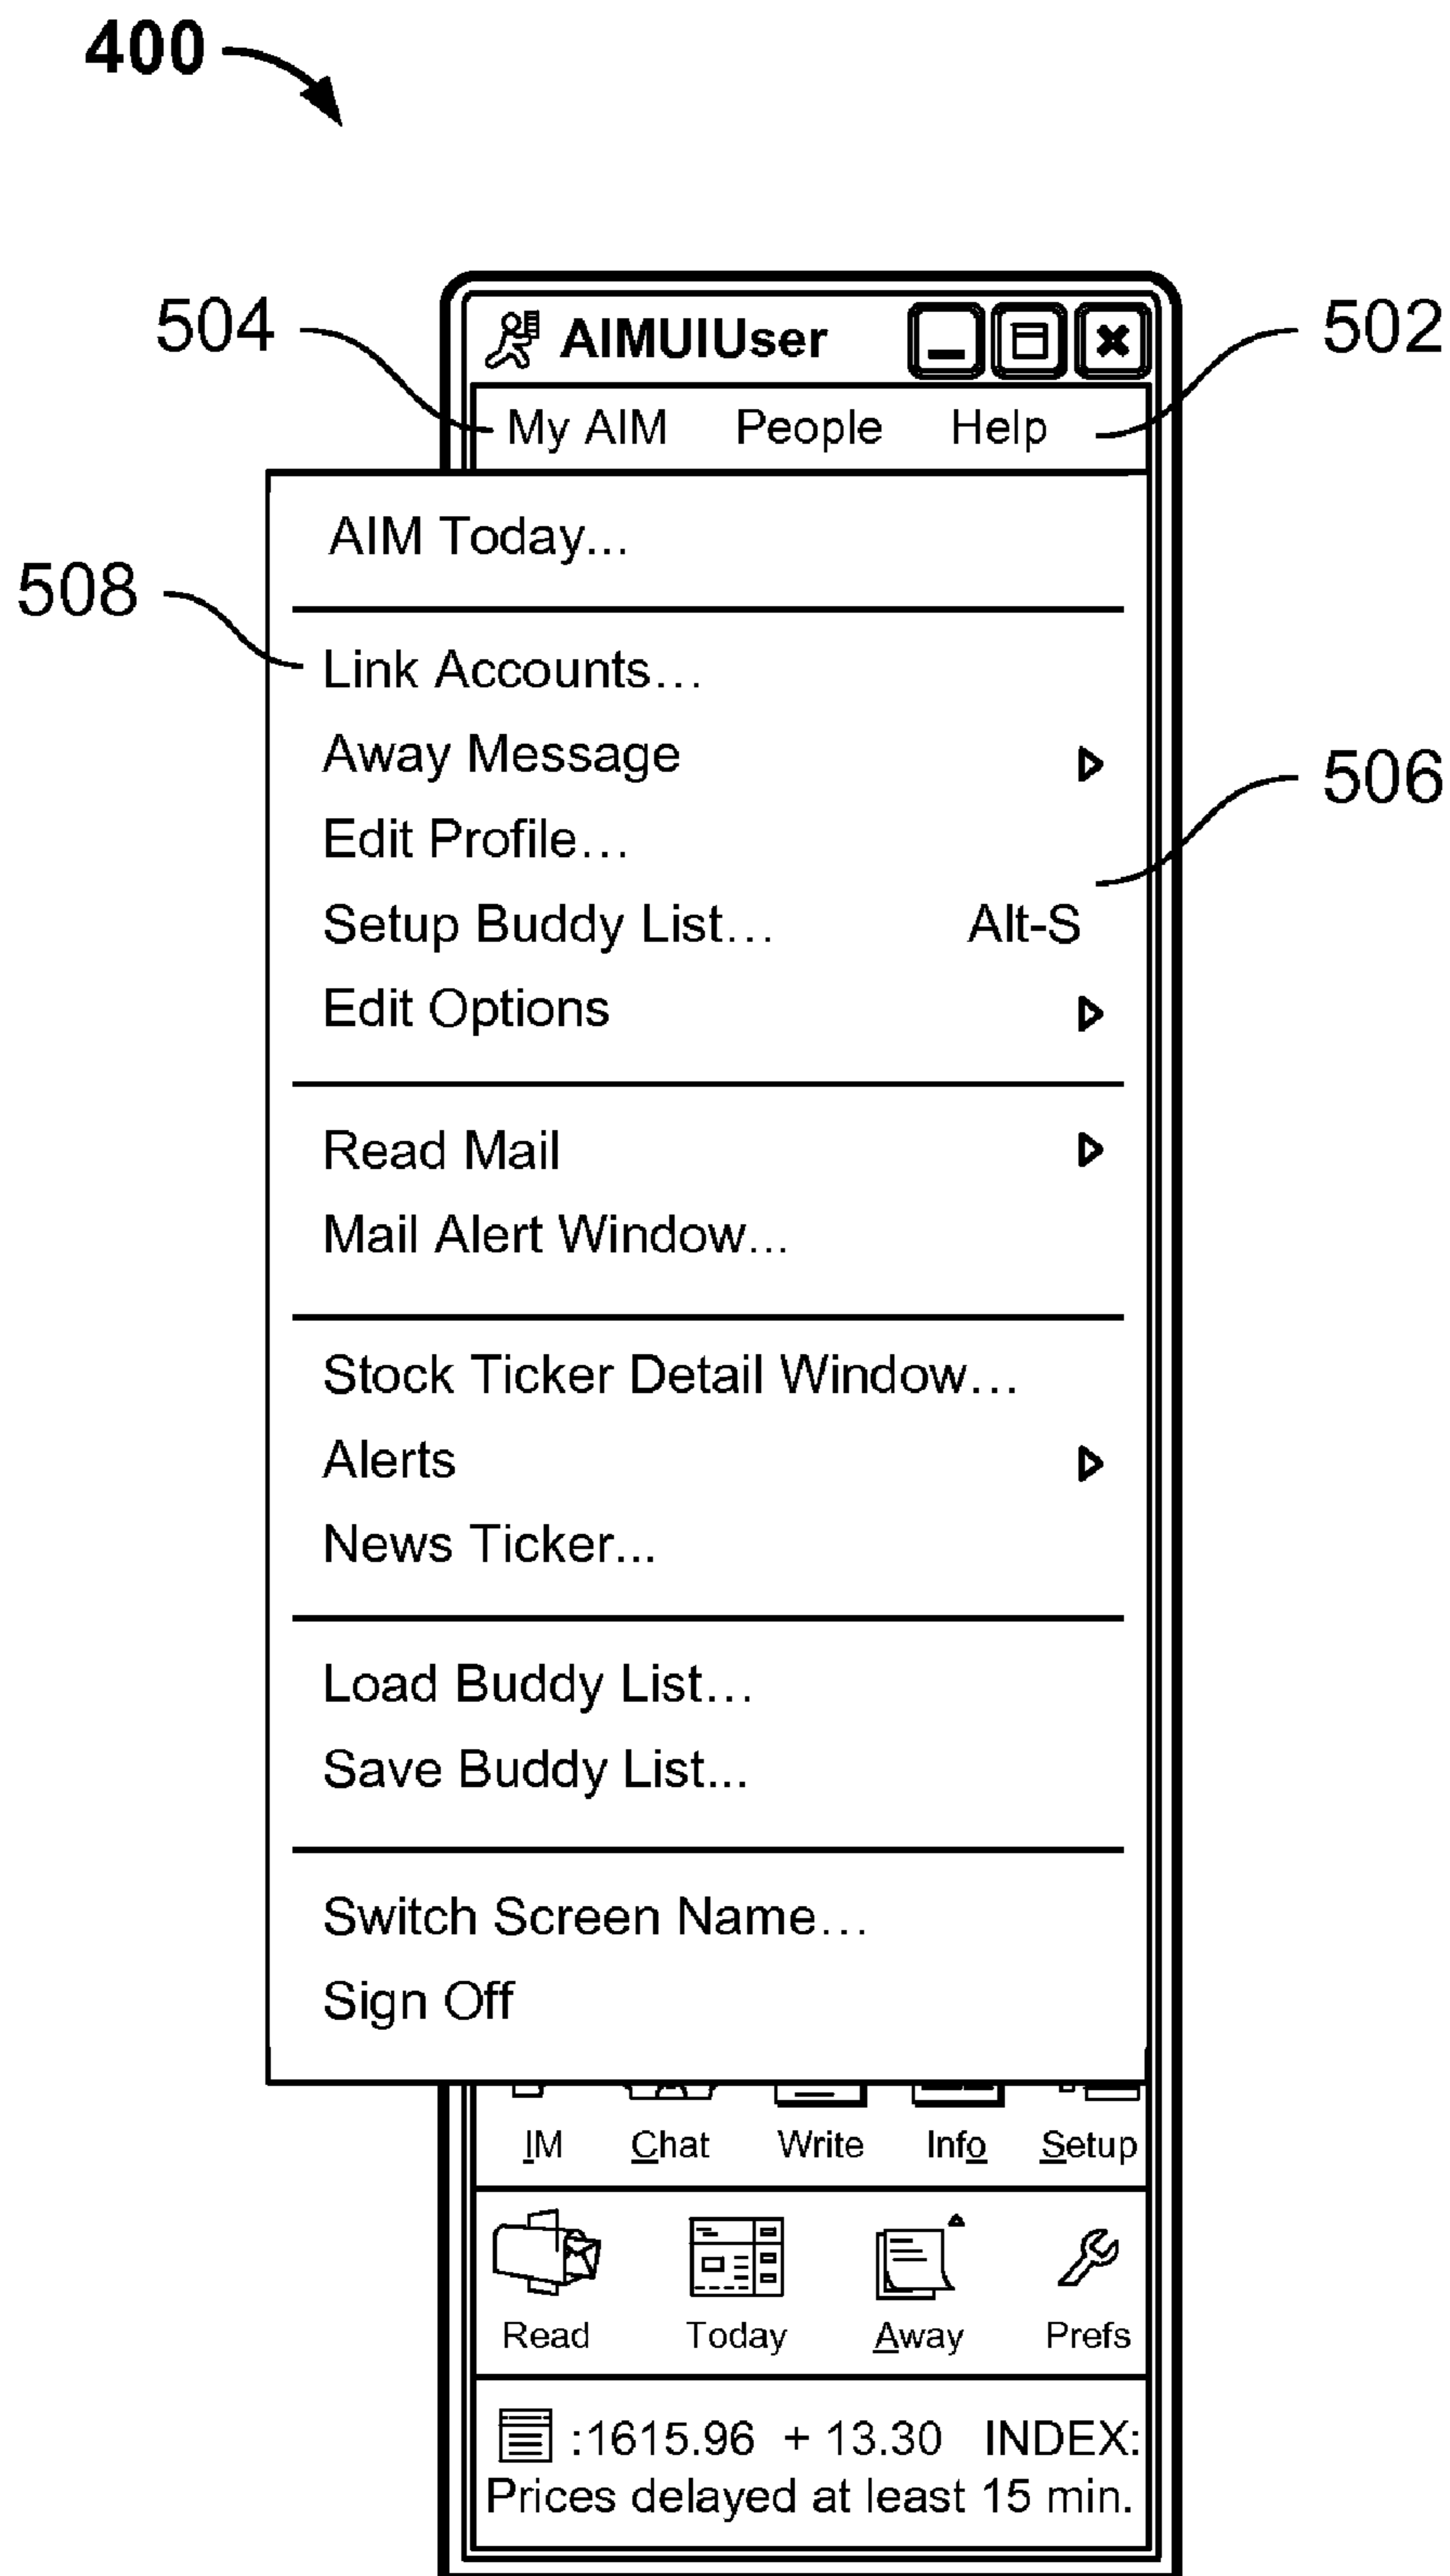 400
504
AIMUIUser
502
My AIM People Help
AIM Today...
508
Link Accounts...
Away Message
506
Edit Profile...
Setup Buddy List... Alt-S
Edit Options
Read Mail
Mail Alert Window...
Stock Ticker Detail Window...
Alerts
News Ticker...
Load Buddy List...
Save Buddy List...
Switch Screen Name...
Sign Off
IM Chat Write Info Setup
Read Today Away Prefs
:1615.96 + 13.30 INDEX:
Prices delayed at least 15 min.